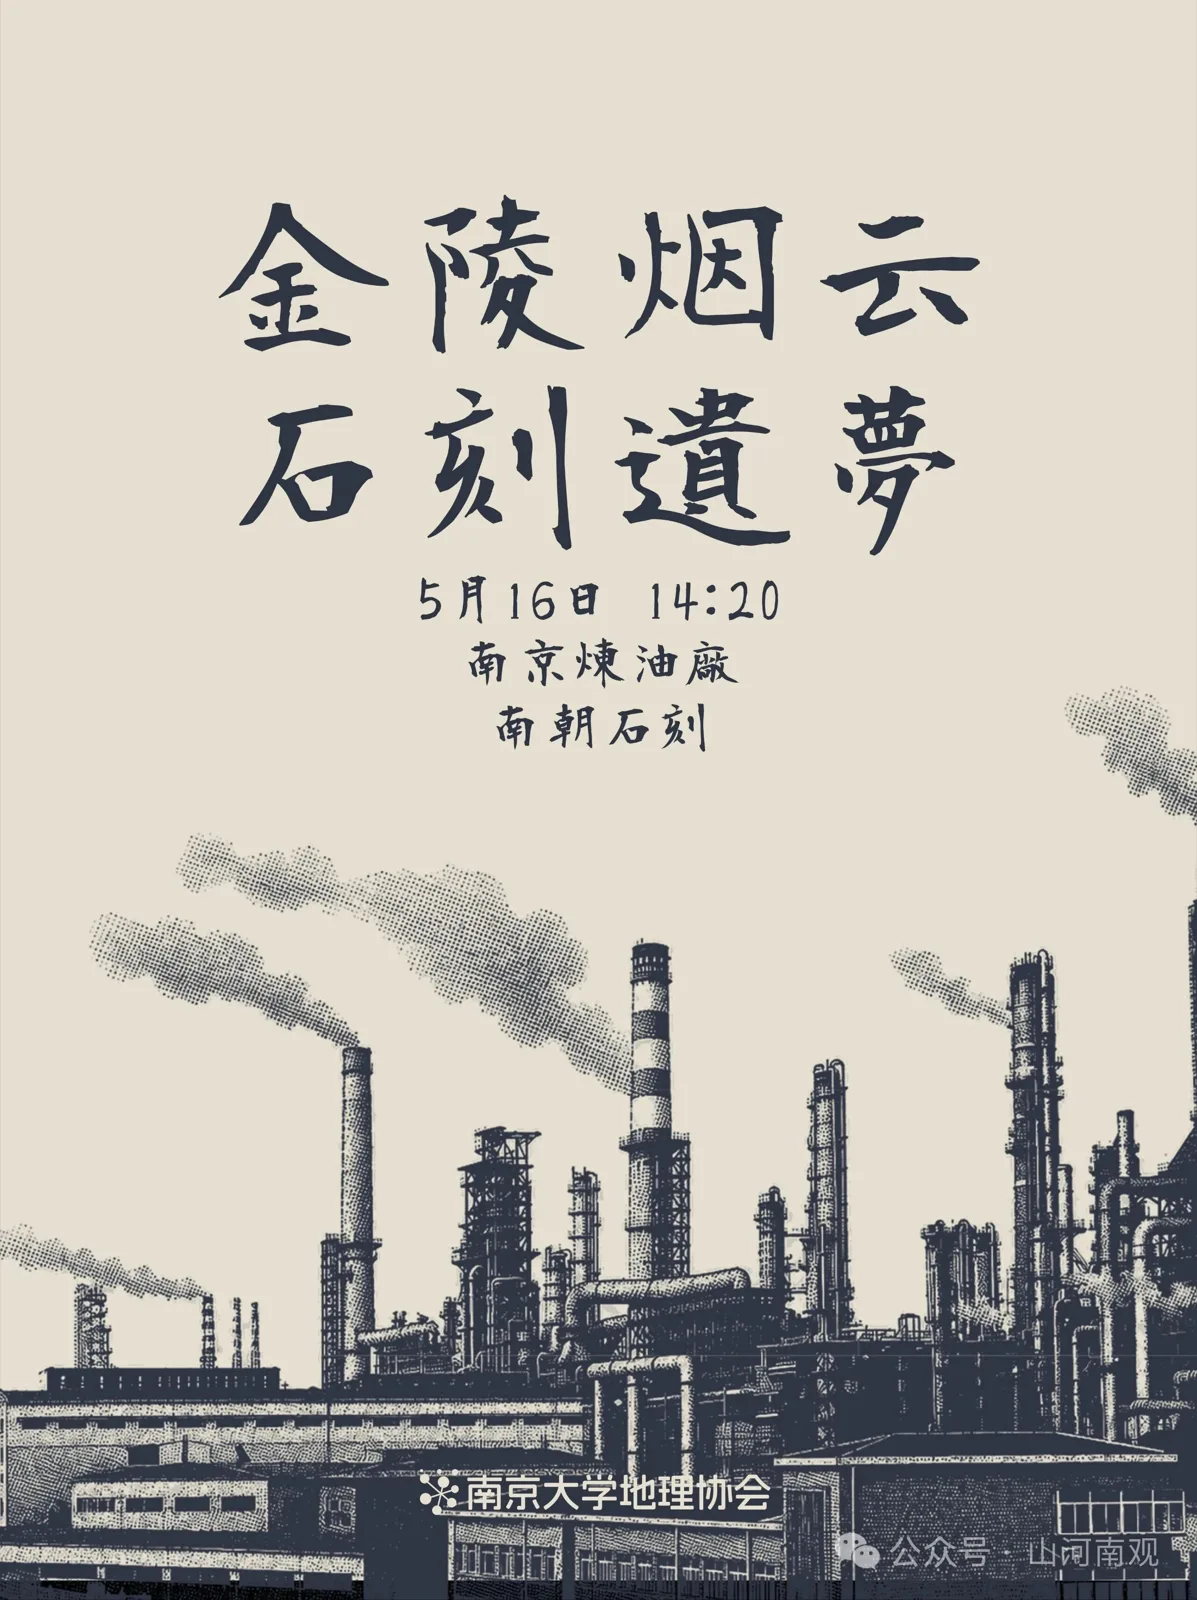 金陵烟云
石刻遺夢
5月16日 14:20
南京煉油廠
南朝石刻
南京大学地理协会
公众号·山河南观